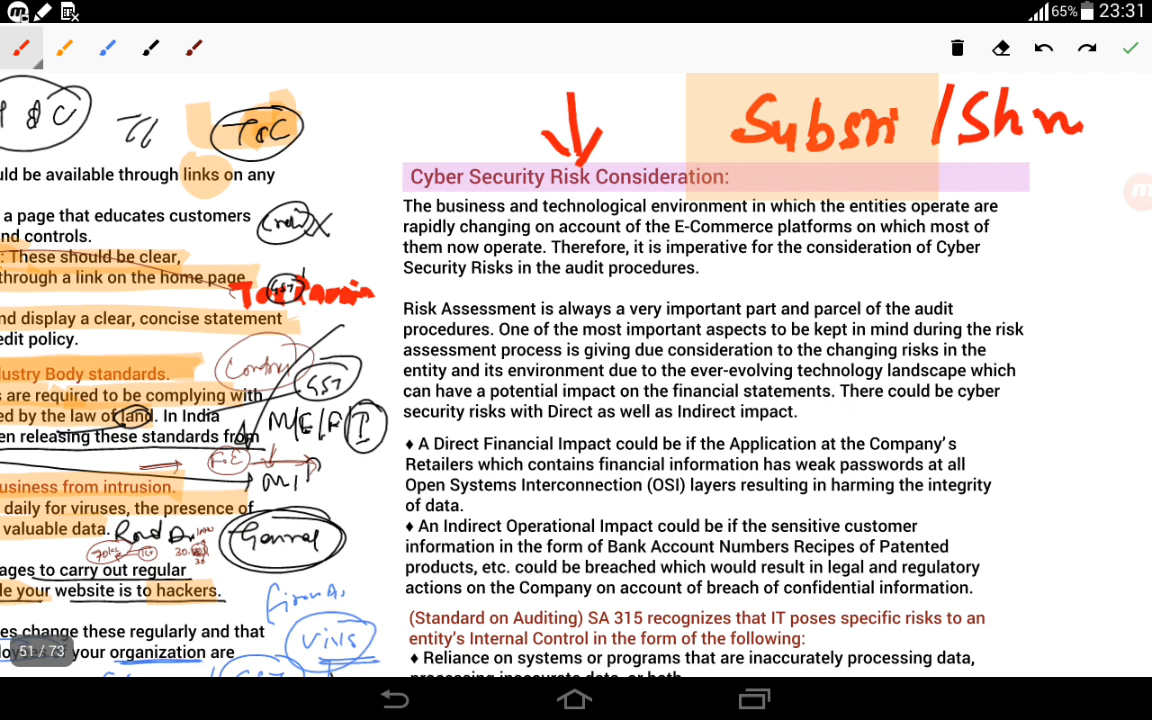 65% 23:31
T&C
Subsri / Shm
ould be available through links on any
a page that educates customers
nd controls.
: These should be clear,
through a link on the home page
GST
nd display a clear, concise statement
edit policy.
dustry Body standards.
s are required to be complying with
ed by the law of land. In India
en releasing these standards from
GST
M/E/P/I
F.E
usiness from intrusion.
daily for viruses, the presence of
valuable data.
General
ages to carry out regular
le your website is to hackers.
es change these regularly and that
your organization are
51 / 73
GST
Cyber Security Risk Consideration:
The business and technological environment in which the entities operate are
rapidly changing on account of the E-Commerce platforms on which most of
them now operate. Therefore, it is imperative for the consideration of Cyber
Security Risks in the audit procedures.
Risk Assessment is always a very important part and parcel of the audit
procedures. One of the most important aspects to be kept in mind during the risk
assessment process is giving due consideration to the changing risks in the
entity and its environment due to the ever-evolving technology landscape which
can have a potential impact on the financial statements. There could be cyber
security risks with Direct as well as Indirect impact.
♦ A Direct Financial Impact could be if the Application at the Company's
Retailers which contains financial information has weak passwords at all
Open Systems Interconnection (OSI) layers resulting in harming the integrity
of data.
♦ An Indirect Operational Impact could be if the sensitive customer
information in the form of Bank Account Numbers Recipes of Patented
products, etc. could be breached which would result in legal and regulatory
actions on the Company on account of breach of confidential information.
(Standard on Auditing) SA 315 recognizes that IT poses specific risks to an
entity's Internal Control in the form of the following:
♦ Reliance on systems or programs that are inaccurately processing data,
processing inaccurate data, or both.